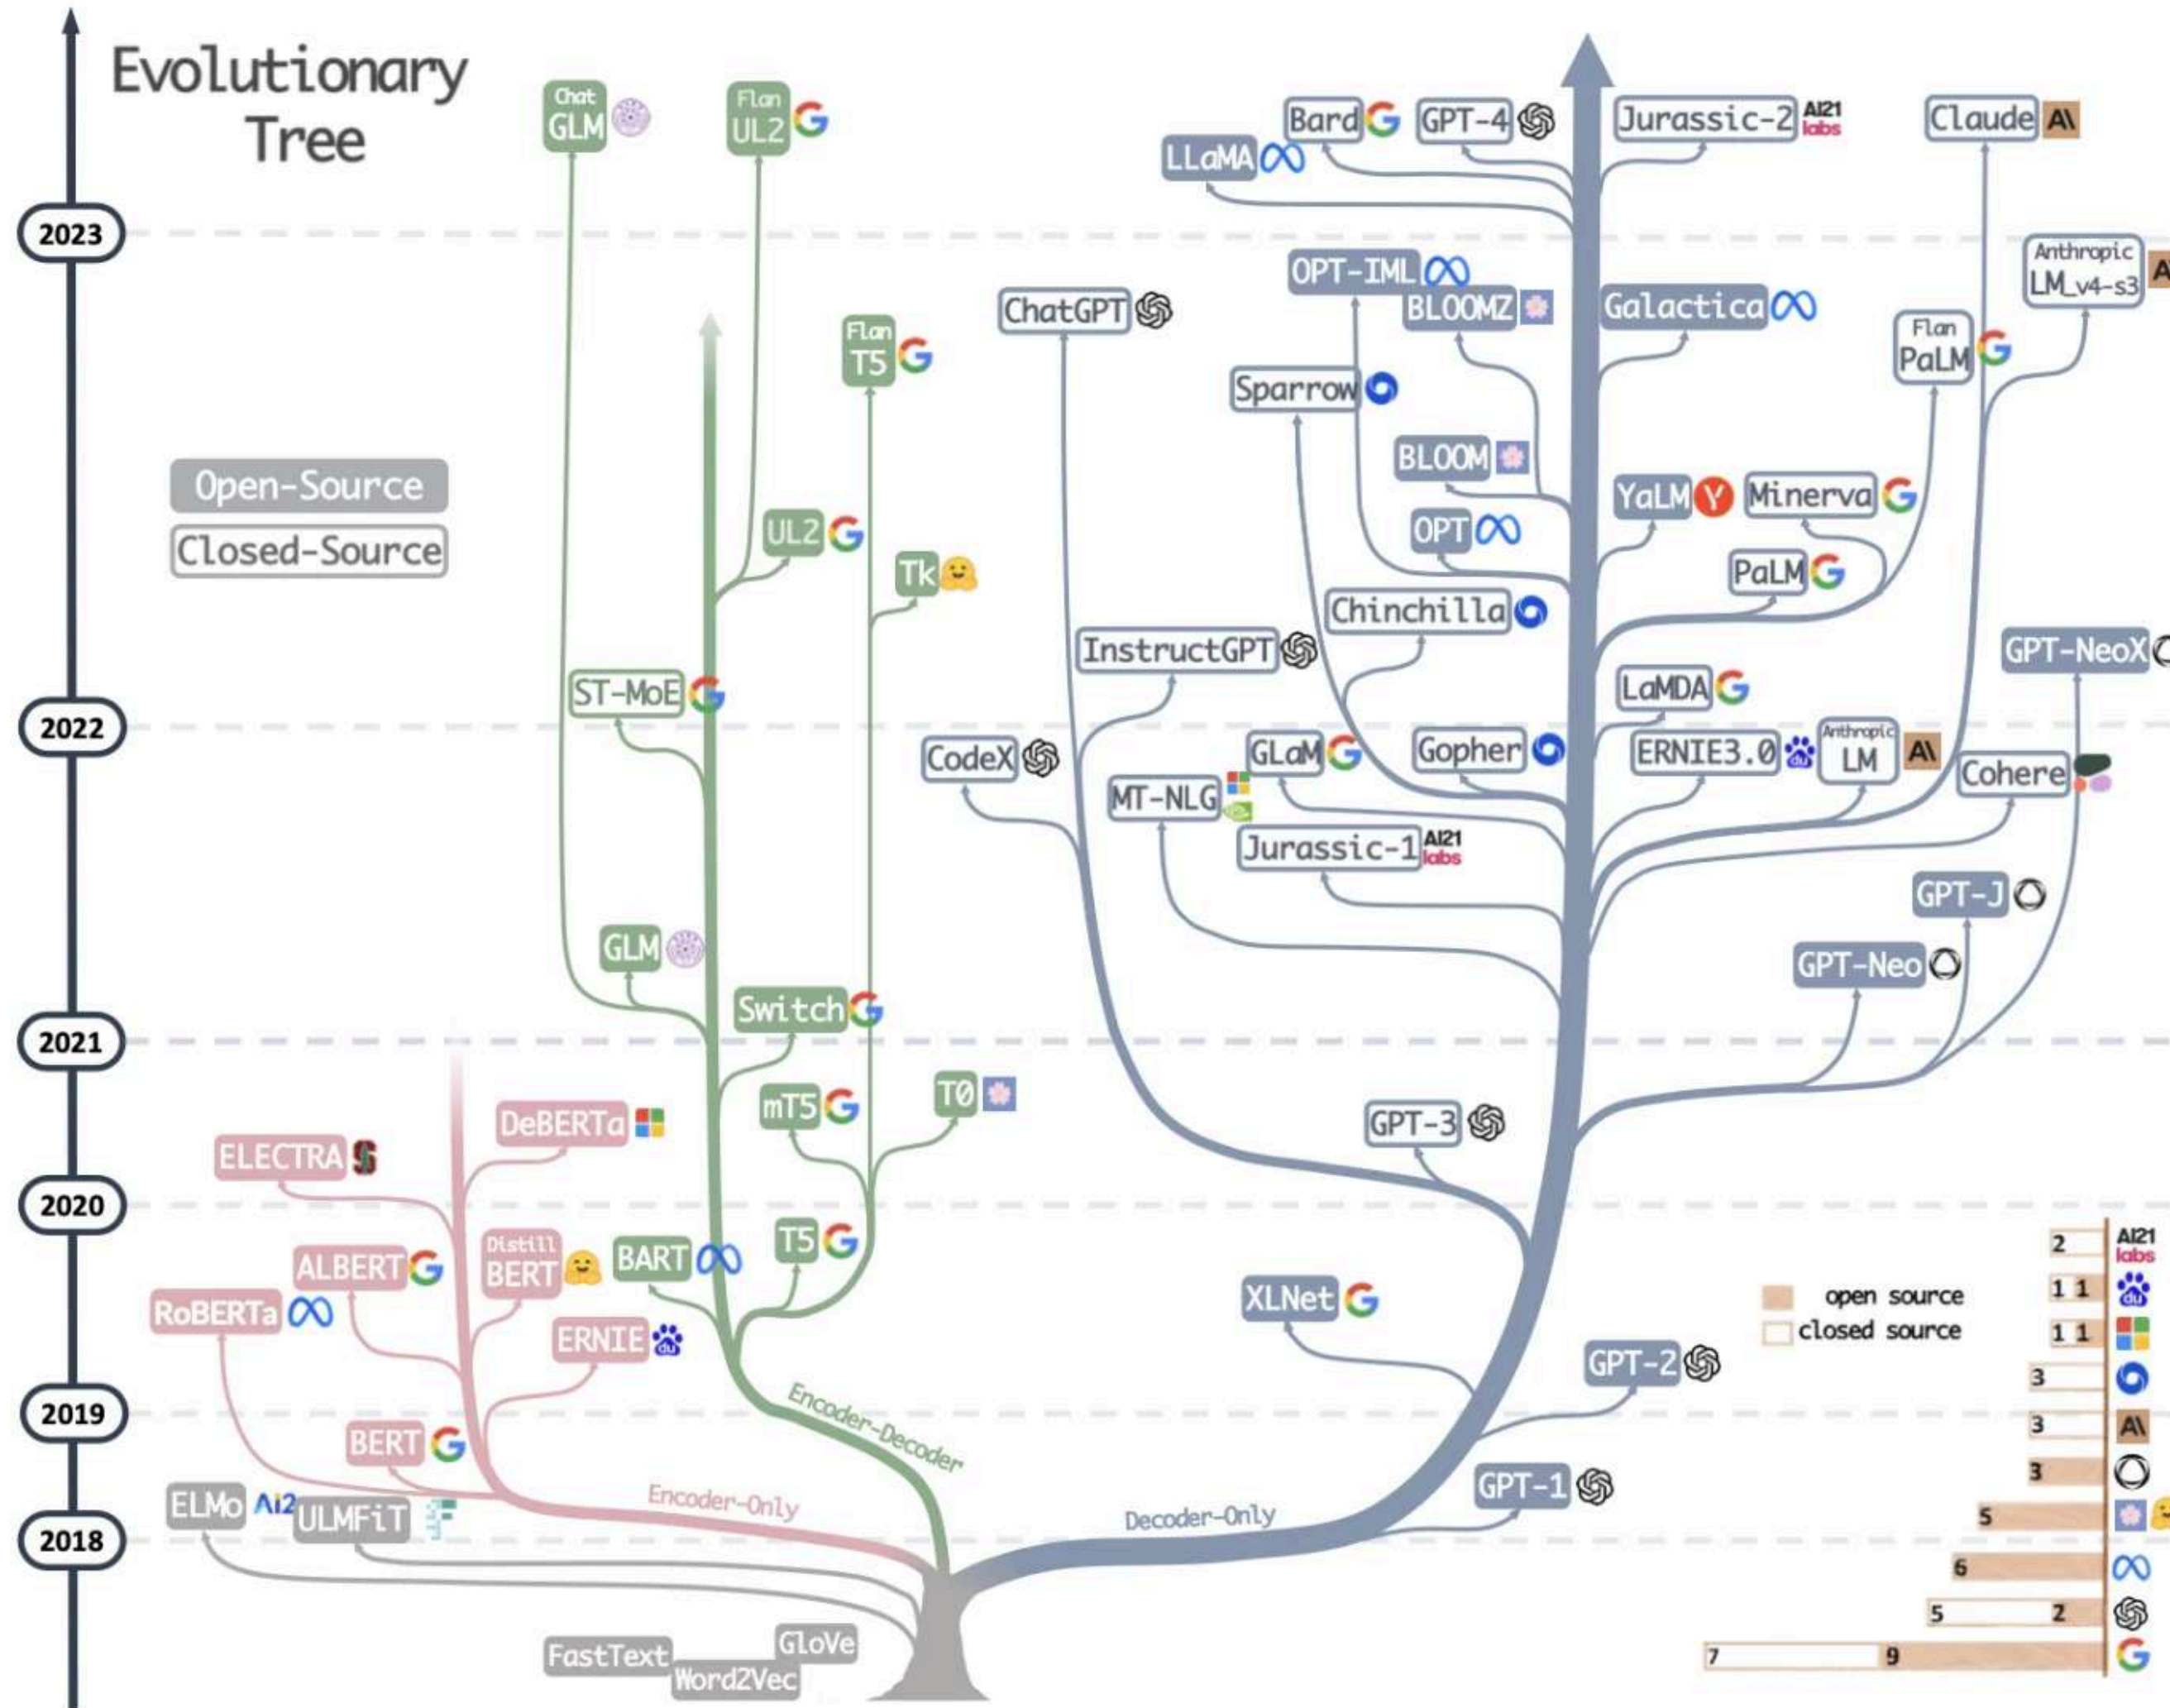 Evolutionary
Tree
Open-Source
Closed-Source
2023
2022
2021
2020
2019
2018
Chat
GLM
Flan
UL2
Flan
T5
UL2
Tk
ST-MoE
GLM
Switch
mT5
T0
T5
BART
Encoder-Decoder
DeBERTa
ELECTRA
ALBERT
Distill
BERT
RoBERTa
ERNIE
BERT
Encoder-Only
ELMo
AI2
ULMFiT
FastText
Word2Vec
GloVe
Bard
GPT-4
Jurassic-2
AI21
labs
Claude
A\
LLaMA
OPT-IML
BLOOMZ
Galactica
Anthropic
LM_v4-s3
ChatGPT
Flan
PaLM
Sparrow
BLOOM
YaLM
Minerva
OPT
PaLM
Chinchilla
InstructGPT
GPT-NeoX
LaMDA
CodeX
GLaM
Gopher
ERNIE3.0
du
Anthropic
LM
A\
Cohere
MT-NLG
Jurassic-1
AI21
labs
GPT-J
GPT-Neo
GPT-3
XLNet
GPT-2
GPT-1
Decoder-Only
open source
closed source
2
AI21
labs
1 1
du
1 1
3
3
A\
3
5
6
5 2
7 9